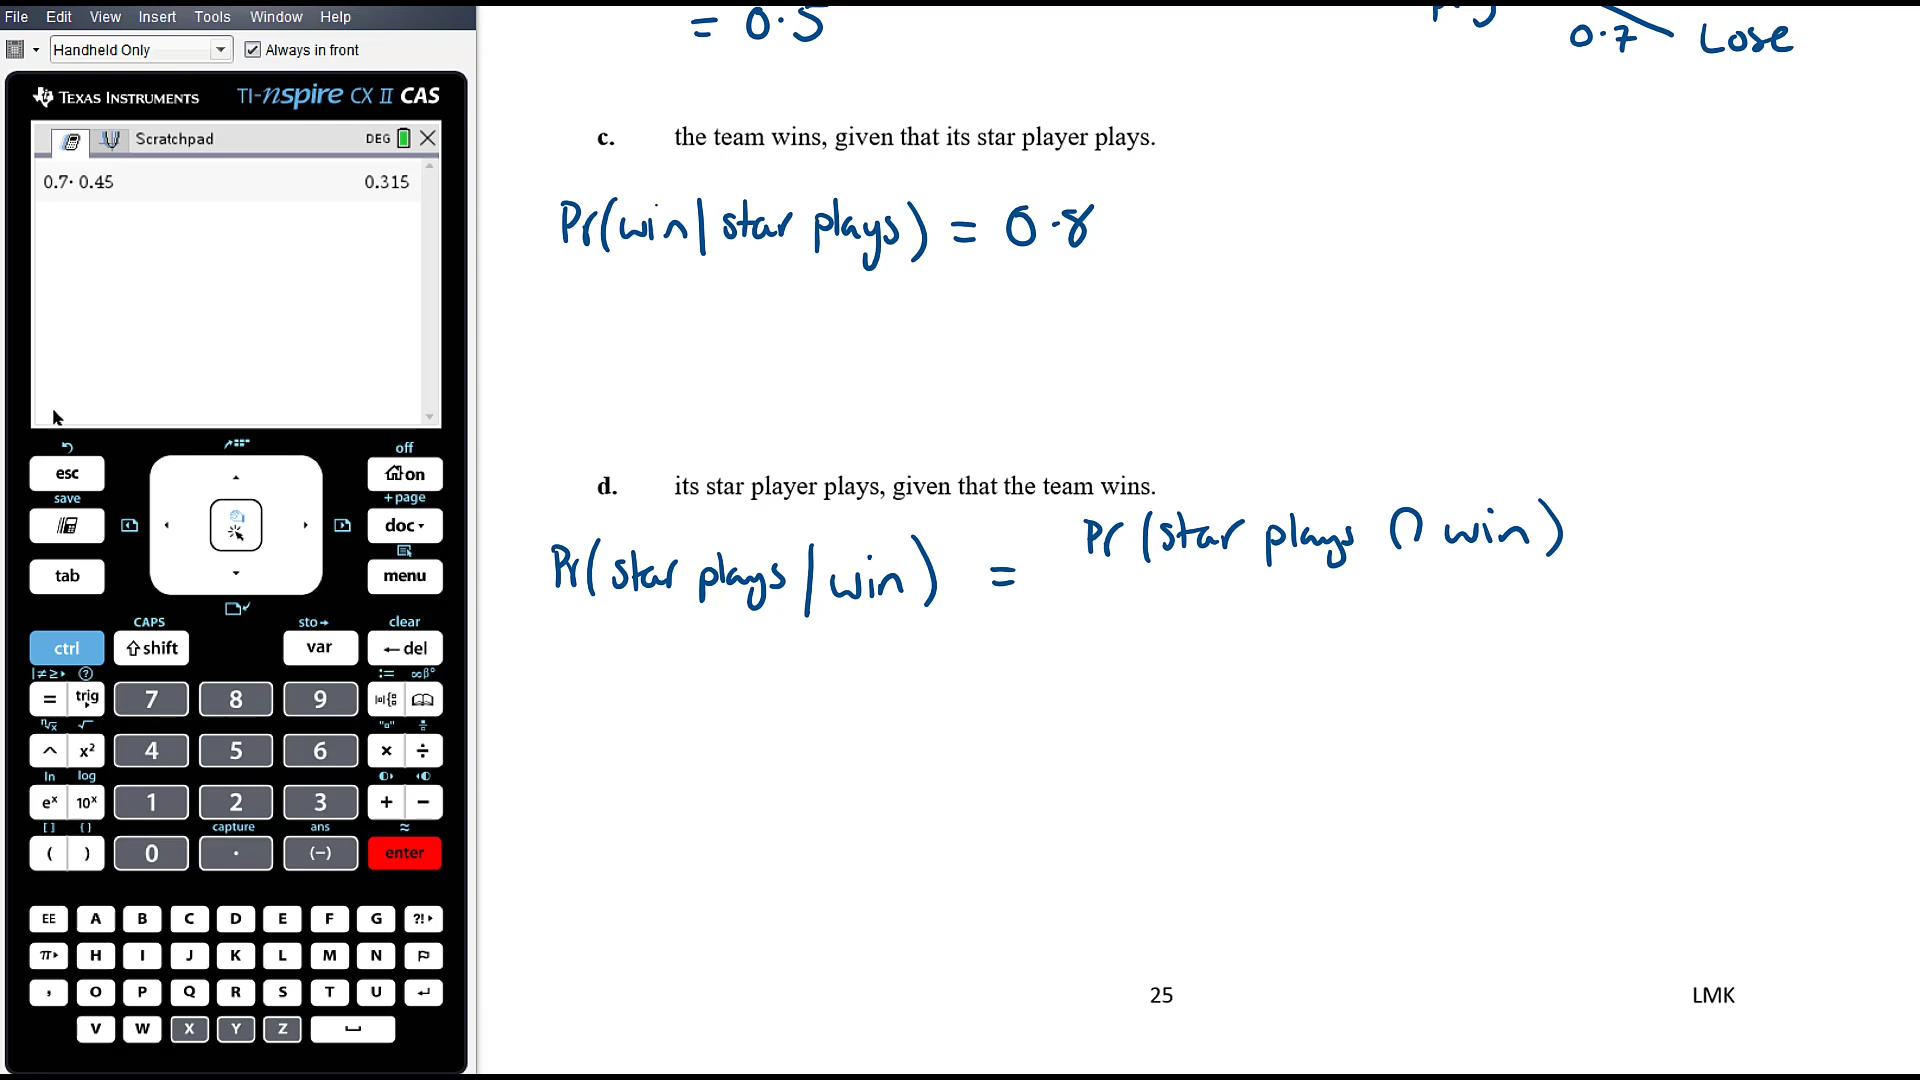 File Edit View Insert Tools Window Help
Handheld Only Always in front
TEXAS INSTRUMENTS TI-nspire CX II CAS
Scratchpad DEG
0.7·0.45 0.315
off
esc on
save +page
doc
tab menu
CAPS sto→ clear
ctrl shift var ←del
|≠≥▸ ? := ∞β°
= trig 7 8 9
ⁿ√x √ "▫"
^ x² 4 5 6 × ÷
ln log
eˣ 10ˣ 1 2 3 + −
[ ] { } capture ans ≈
( ) 0 . (−) enter
EE A B C D E F G ?!▸
π▸ H I J K L M N
, O P Q R S T U ↵
V W X Y Z
= 0.5
0.7 Lose
c. the team wins, given that its star player plays.
Pr(win|star plays) = 0.8
d. its star player plays, given that the team wins.
Pr(star plays ∩ win)
Pr(star plays | win) =
25 LMK